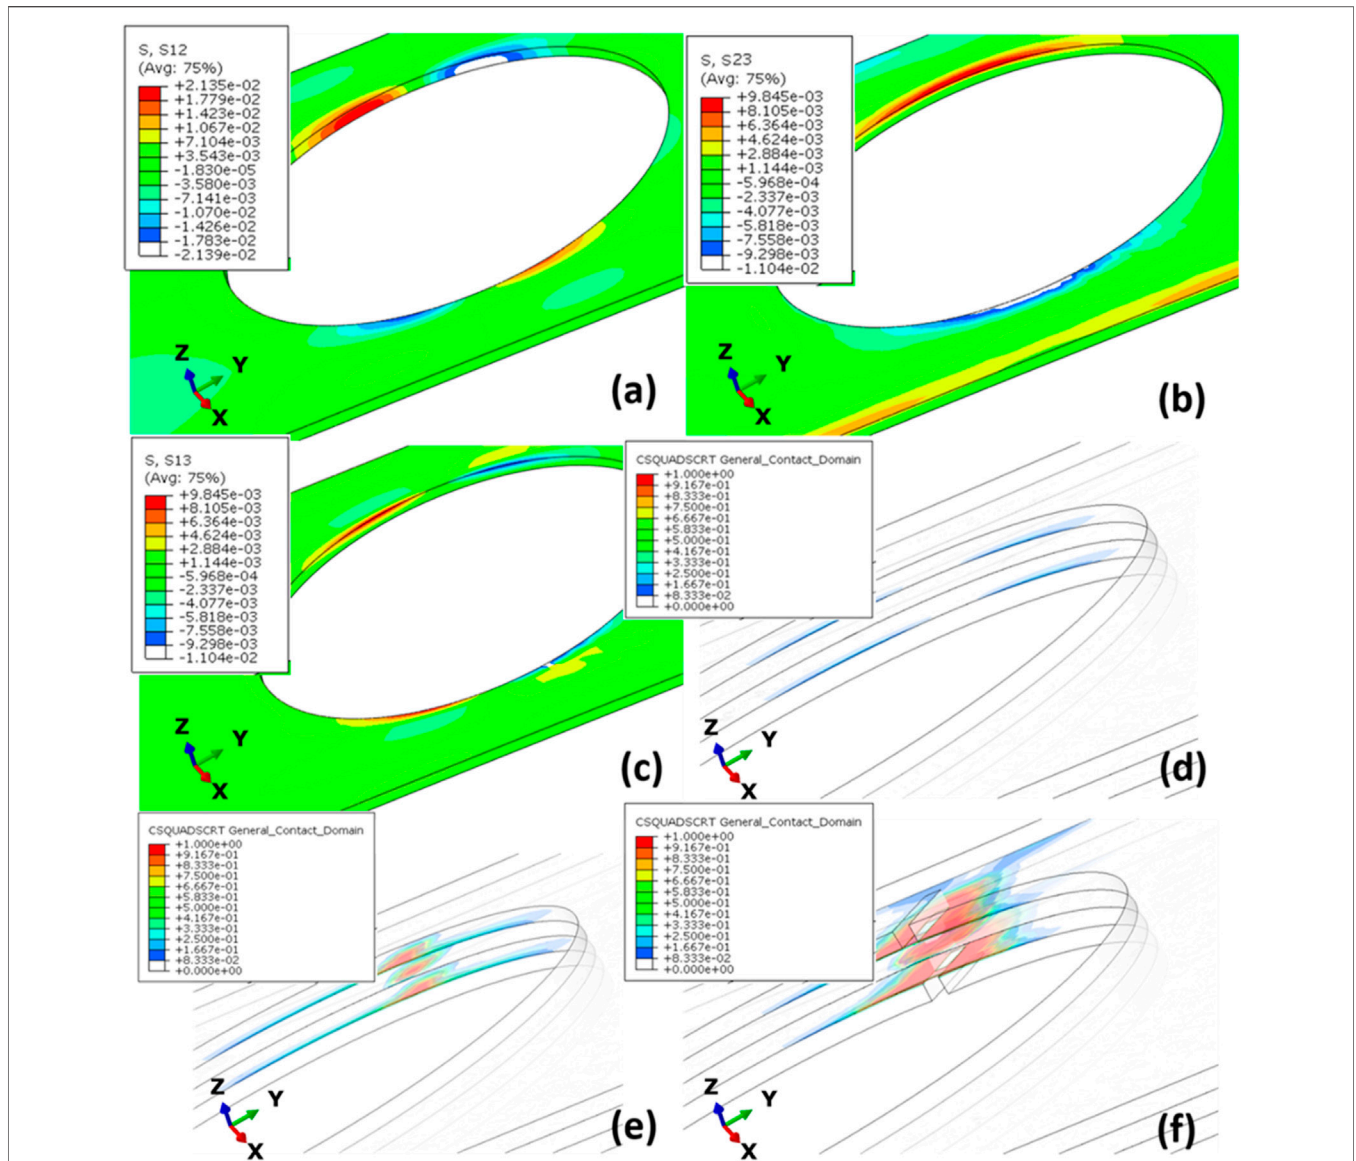 S, S12
(Avg: 75%)
+2.135e-02
+1.779e-02
+1.423e-02
+1.067e-02
+7.104e-03
+3.543e-03
-1.830e-05
-3.580e-03
-7.141e-03
-1.070e-02
-1.426e-02
-1.783e-02
-2.139e-02
Z
Y
X
(a)
S, S23
(Avg: 75%)
+9.845e-03
+8.105e-03
+6.364e-03
+4.624e-03
+2.884e-03
+1.144e-03
-5.968e-04
-2.337e-03
-4.077e-03
-5.818e-03
-7.558e-03
-9.298e-03
-1.104e-02
Z
Y
X
(b)
S, S13
(Avg: 75%)
+9.845e-03
+8.105e-03
+6.364e-03
+4.624e-03
+2.884e-03
+1.144e-03
-5.968e-04
-2.337e-03
-4.077e-03
-5.818e-03
-7.558e-03
-9.298e-03
-1.104e-02
Z
Y
X
(c)
CSQUADSCRT General_Contact_Domain
+1.000e+00
+9.167e-01
+8.333e-01
+7.500e-01
+6.667e-01
+5.833e-01
+5.000e-01
+4.167e-01
+3.333e-01
+2.500e-01
+1.667e-01
+8.333e-02
+0.000e+00
Z
Y
X
(d)
CSQUADSCRT General_Contact_Domain
+1.000e+00
+9.167e-01
+8.333e-01
+7.500e-01
+6.667e-01
+5.833e-01
+5.000e-01
+4.167e-01
+3.333e-01
+2.500e-01
+1.667e-01
+8.333e-02
+0.000e+00
Z
Y
X
(e)
CSQUADSCRT General_Contact_Domain
+1.000e+00
+9.167e-01
+8.333e-01
+7.500e-01
+6.667e-01
+5.833e-01
+5.000e-01
+4.167e-01
+3.333e-01
+2.500e-01
+1.667e-01
+8.333e-02
+0.000e+00
Z
Y
X
(f)